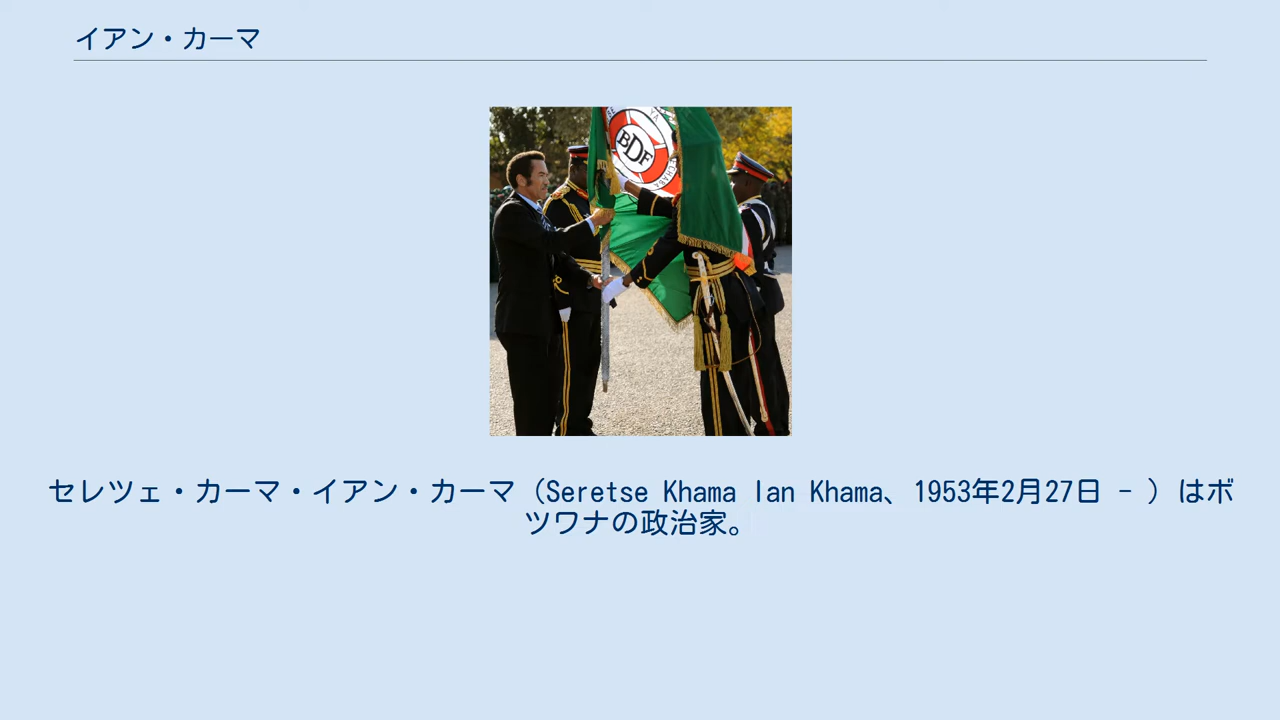 イアン・カーマ
YA
BDF
セレツェ・カーマ・イアン・カーマ（Seretse Khama Ian Khama、1953年2月27日 - ）はボ
ツワナの政治家。